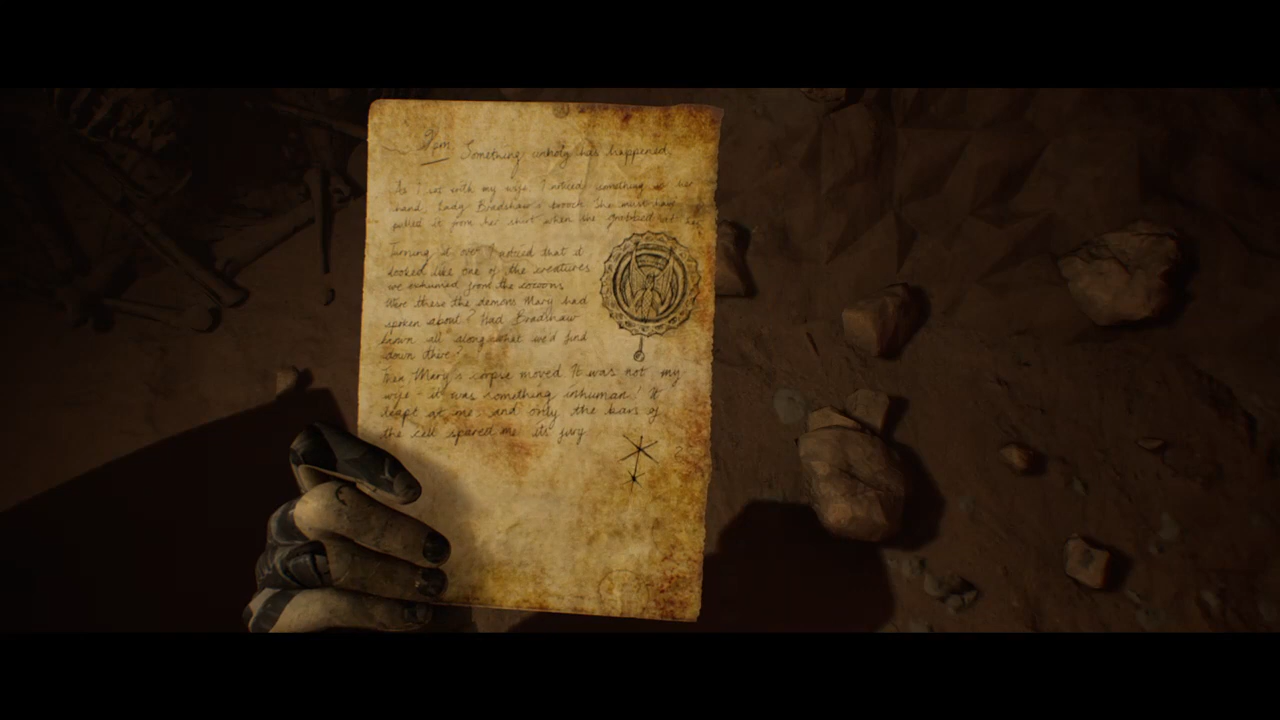 9pm Something unholy has happened.
As I sat with my wife, I noticed something in her
hand, Lady Bradshaw's brooch. She must have
pulled it from her shirt when she grabbed at her
Turning it over I noticed that it
looked like one of the creatures
we exhumed from the cocoons
Were these the demons Mary had
spoken about? Had Bradshaw
known all along what we'd find
down there?
Then Mary's corpse moved. It was not my
wife - it was something inhuman! It
leapt at me, and only the bars of
the cell spared me its fury